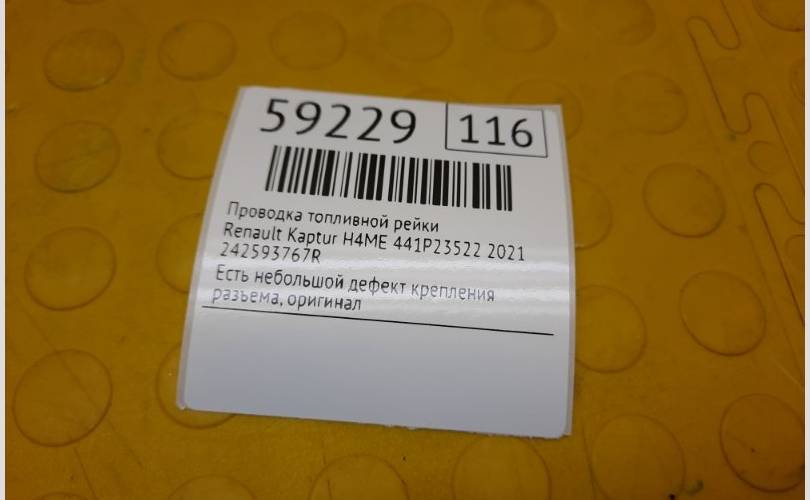 59229 116
Проводка топливной рейки
Renault Kaptur H4ME 441P23522 2021
242593767R
Есть небольшой дефект крепления
разъема, оригинал